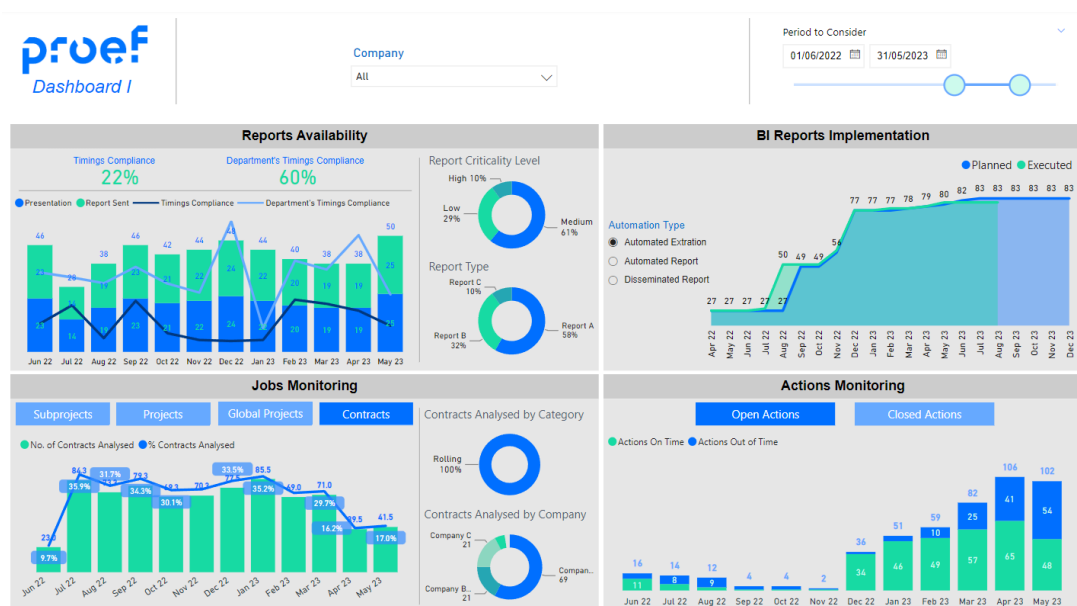 proef
Dashboard I
Company
All
Period to Consider
01/06/2022
31/05/2023
Reports Availability
Timings Compliance
22%
Department's Timings Compliance
60%
Presentation Report Sent Timings Compliance Department's Timings Compliance
46 28 38 46 42 44 48 44 40 38 38 50
23 14 19 23 21 22 24 22 20 19 19 25
23 14 19 23 21 22 24 22 20 19 19 25
Jun 22 Jul 22 Aug 22 Sep 22 Oct 22 Nov 22 Dec 22 Jan 23 Feb 23 Mar 23 Apr 23 May 23
Report Criticality Level
High 10%
Low
29%
Medium
61%
Report Type
Report C
10%
Report B
32%
Report A
58%
BI Reports Implementation
Planned Executed
Automation Type
Automated Extration
Automated Report
Disseminated Report
27 27 27 27 27 50 49 49 56 77 77 77 78 79 80 82 83 83 83 83 83
Apr 22 May 22 Jun 22 Jul 22 Aug 22 Sep 22 Oct 22 Nov 22 Dec 22 Jan 23 Feb 23 Mar 23 Apr 23 May 23 Jun 23 Jul 23 Aug 23 Sep 23 Oct 23 Nov 23 Dec 23
Jobs Monitoring
Subprojects
Projects
Global Projects
Contracts
No. of Contracts Analysed % Contracts Analysed
84.3 79.3 70.3 85.5 69.0 71.0 41.5
9.7% 35.9% 31.7% 34.3% 30.1% 33.5% 35.2% 29.7% 16.2% 17.0%
Jun 22 Jul 22 Aug 22 Sep 22 Oct 22 Nov 22 Dec 22 Jan 23 Feb 23 Mar 23 Apr 23 May 23
Contracts Analysed by Category
Rolling
100%
Contracts Analysed by Company
Company C
21
Company B...
21
Compan...
69
Actions Monitoring
Open Actions
Closed Actions
Actions On Time Actions Out of Time
16 14 12 4 4 2 36 51 59 82 106 102
8 9 10 25 41 54
11 34 46 49 57 65 48
Jun 22 Jul 22 Aug 22 Sep 22 Oct 22 Nov 22 Dec 22 Jan 23 Feb 23 Mar 23 Apr 23 May 23